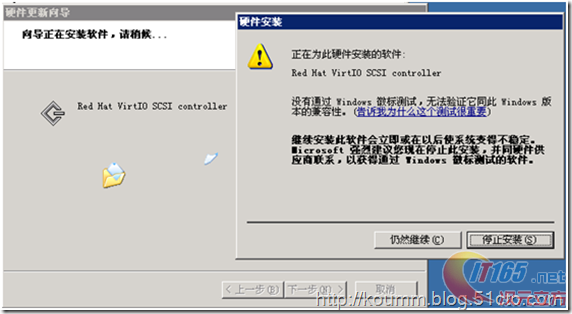 硬件更新向导
向导正在安装软件，请稍候...
Red Hat VirtIO SCSI controller
< 上一步(B)
下一步(N) >
取消
硬件安装
正在为此硬件安装的软件:
Red Hat VirtIO SCSI controller
没有通过 Windows 徽标测试，无法验证它同此 Windows 版
本的兼容性。(告诉我为什么这个测试很重要)
继续安装此软件会立即或在以后使系统变得不稳定。
Microsoft 强烈建议您现在停止此安装，并同硬件供
应商联系，以获得通过 Windows 徽标测试的软件。
仍然继续(C)
停止安装(S)
IT165.net
http://koumm.blog.51cto.com